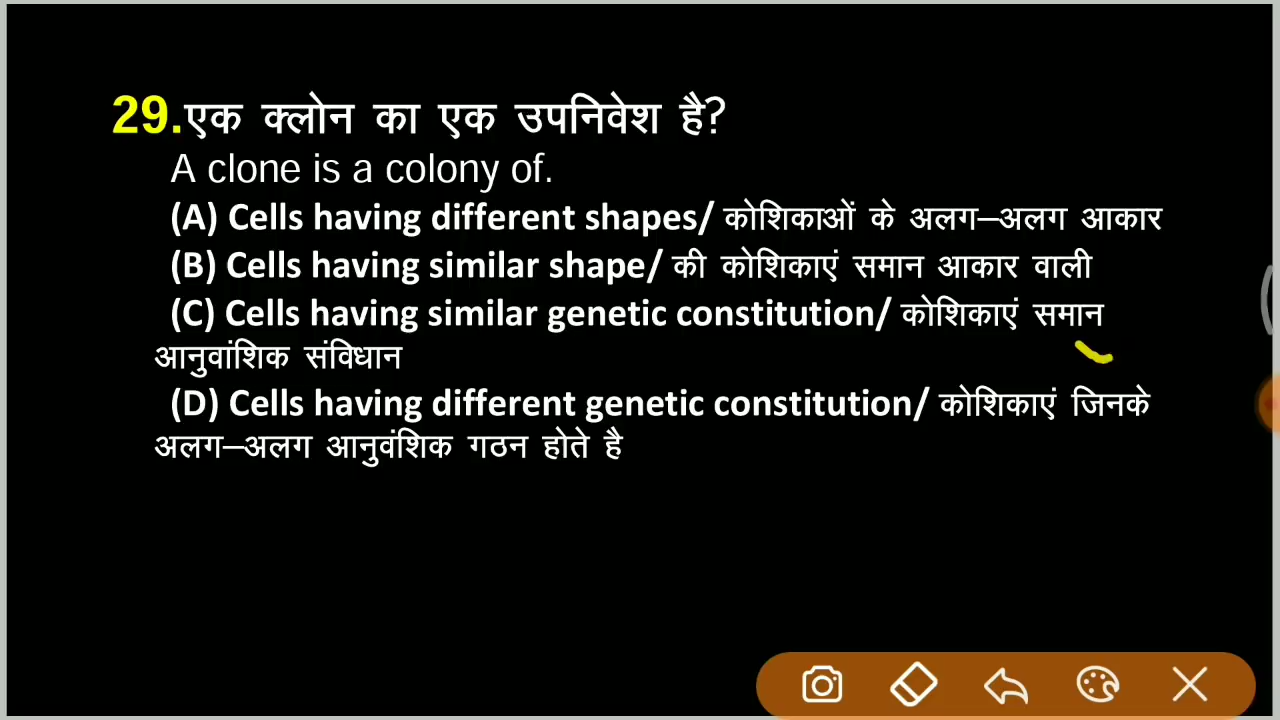 29.एक क्लोन का एक उपनिवेश है?
A clone is a colony of.
(A) Cells having different shapes/ कोशिकाओं के अलग–अलग आकार
(B) Cells having similar shape/ की कोशिकाएं समान आकार वाली
(C) Cells having similar genetic constitution/ कोशिकाएं समान
आनुवांशिक संविधान
(D) Cells having different genetic constitution/ कोशिकाएं जिनके
अलग–अलग आनुवंशिक गठन होते है